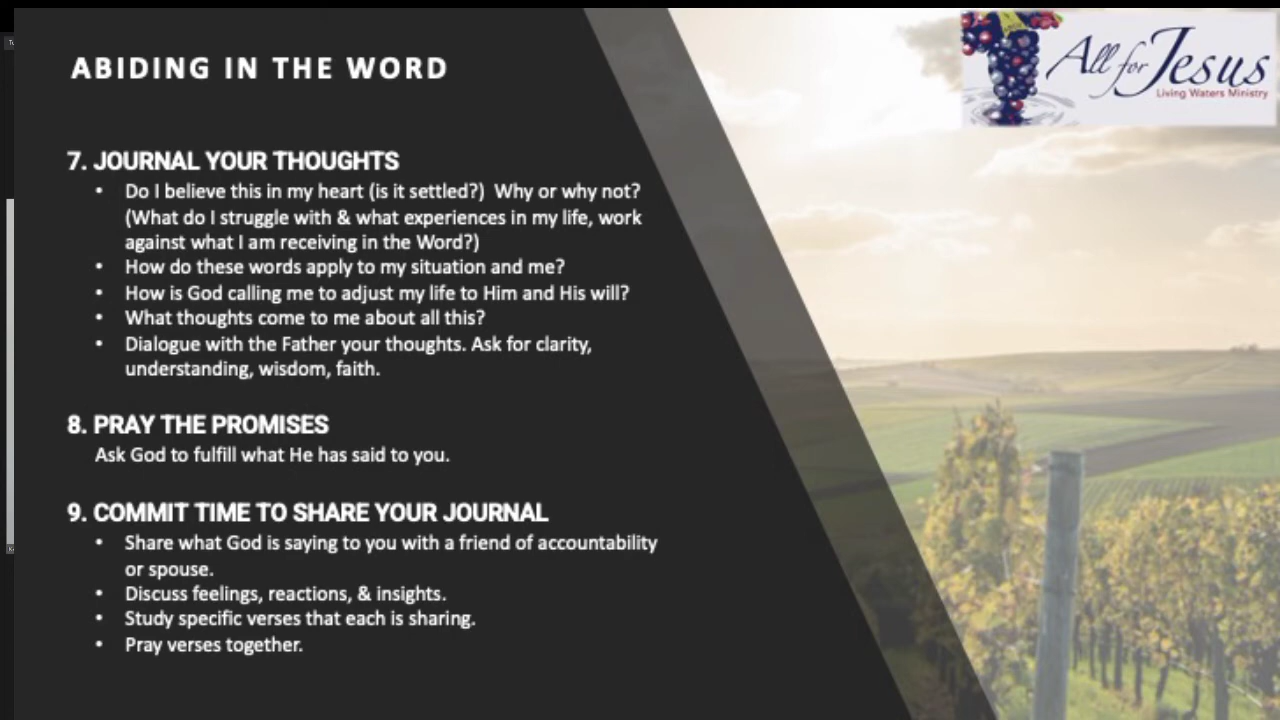 ABIDING IN THE WORD
All for Jesus
Living Waters Ministry
7. JOURNAL YOUR THOUGHTS
• Do I believe this in my heart (is it settled?)  Why or why not?
(What do I struggle with & what experiences in my life, work
against what I am receiving in the Word?)
• How do these words apply to my situation and me?
• How is God calling me to adjust my life to Him and His will?
• What thoughts come to me about all this?
• Dialogue with the Father your thoughts. Ask for clarity,
understanding, wisdom, faith.
8. PRAY THE PROMISES
Ask God to fulfill what He has said to you.
9. COMMIT TIME TO SHARE YOUR JOURNAL
• Share what God is saying to you with a friend of accountability
or spouse.
• Discuss feelings, reactions, & insights.
• Study specific verses that each is sharing.
• Pray verses together.